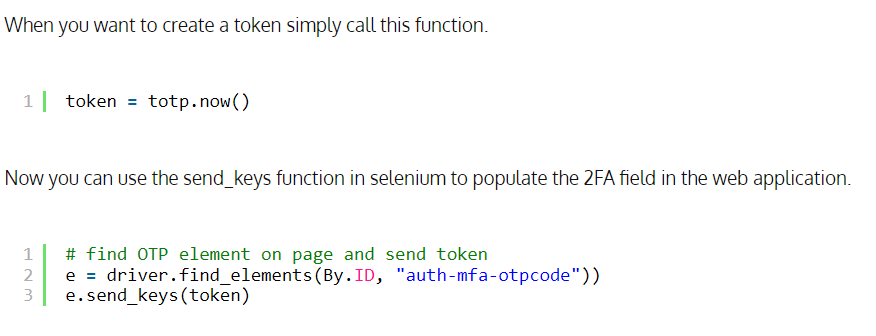 When you want to create a token simply call this function.
1 token = totp.now()
Now you can use the send_keys function in selenium to populate the 2FA field in the web application.
1 # find OTP element on page and send token
2 e = driver.find_elements(By.ID, "auth-mfa-otpcode"))
3 e.send_keys(token)